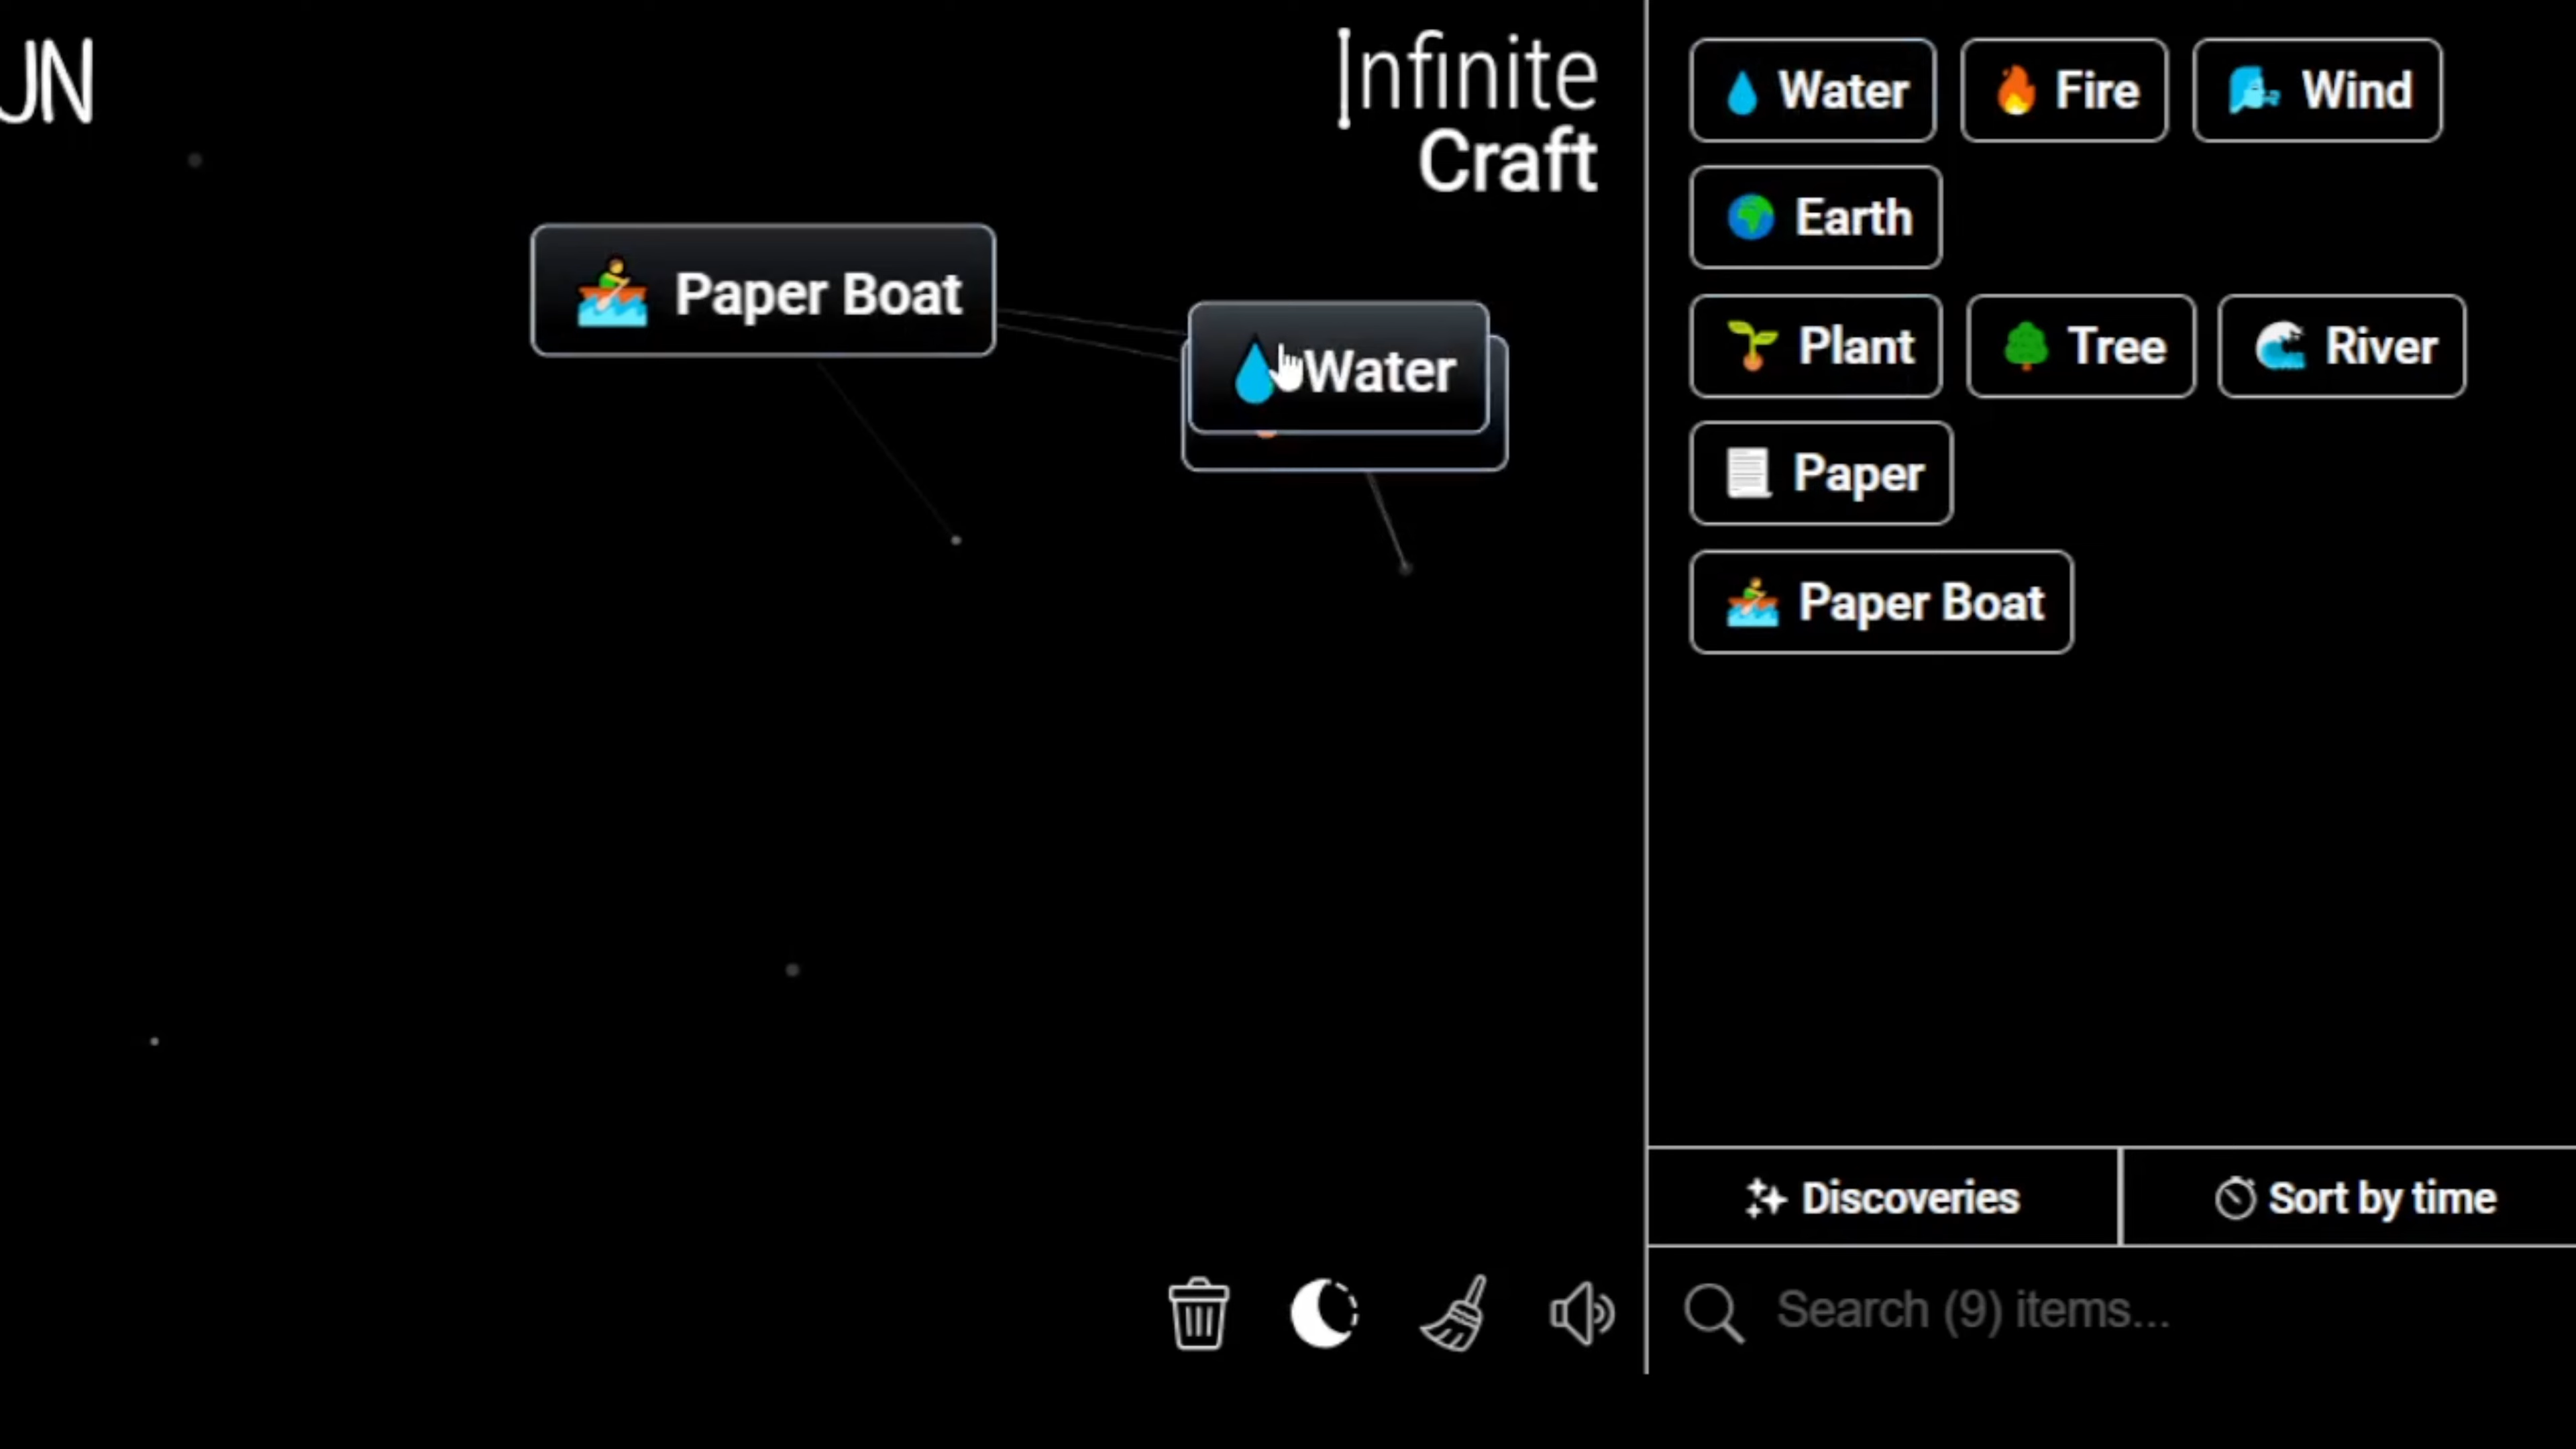 UN
Infinite
Craft
Paper Boat
Water
Water Fire Wind
Earth
Plant Tree River
Paper
Paper Boat
Discoveries Sort by time
Search (9) items...